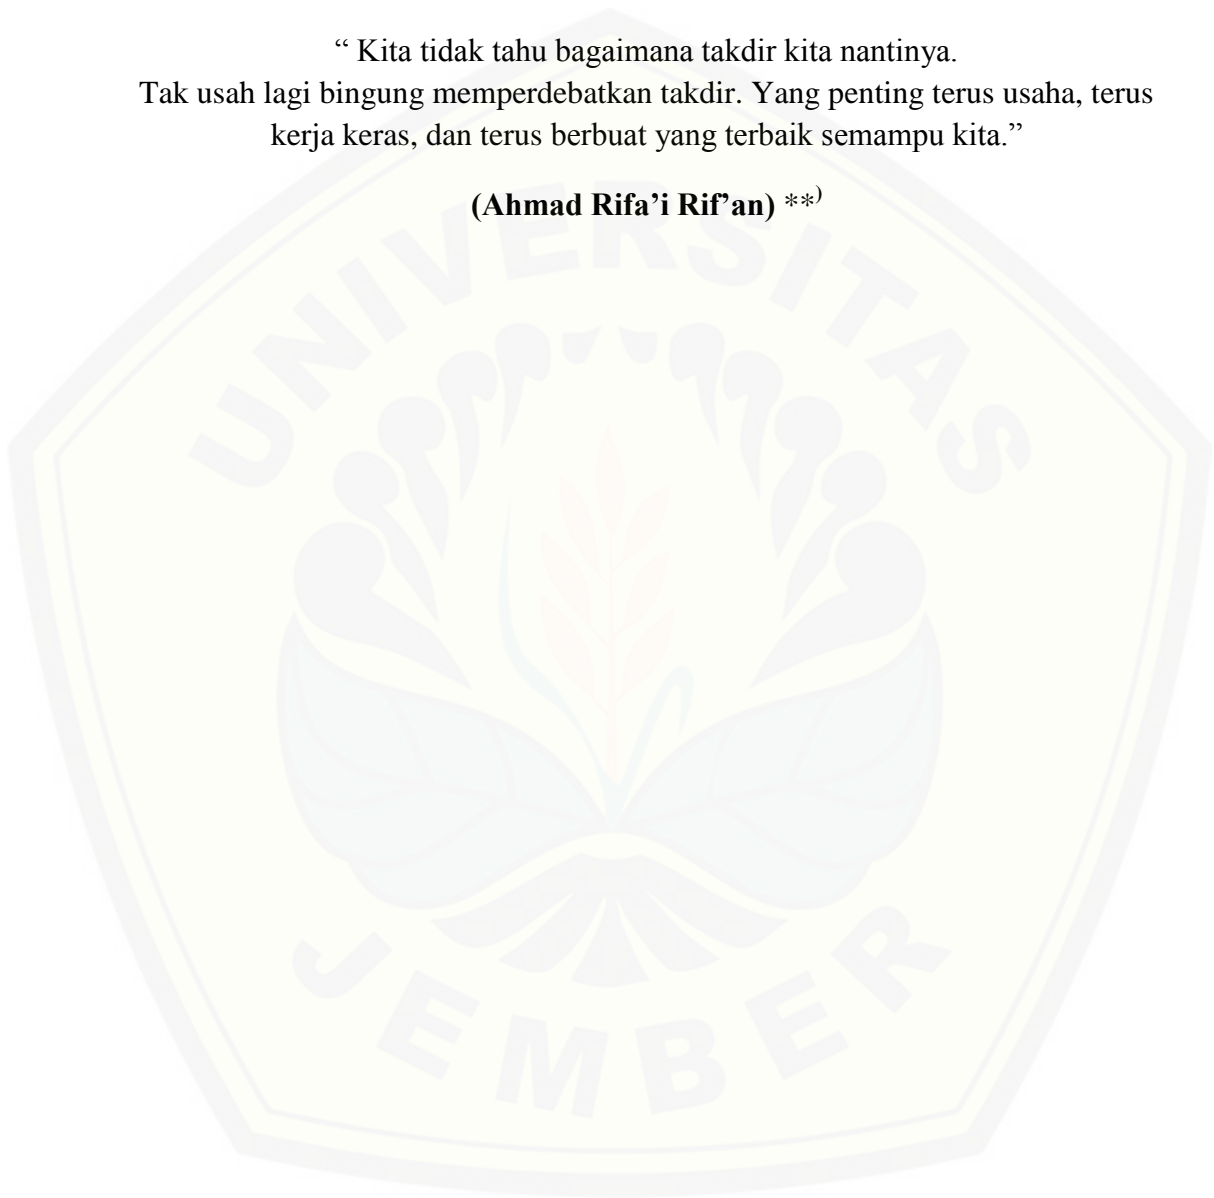 “ Kita tidak tahu bagaimana takdir kita nantinya.
Tak usah lagi bingung memperdebatkan takdir. Yang penting terus usaha, terus
kerja keras, dan terus berbuat yang terbaik semampu kita.”
(Ahmad Rifa’i Rif’an) **)
UNIVERSITAS
JEMBER